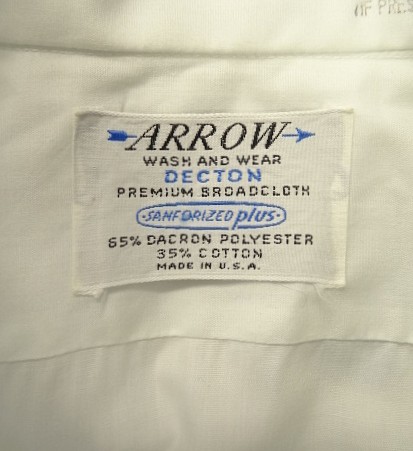 ARROW
WASH AND WEAR
DECTON
PREMIUM BROADCLOTH
SANFORIZED plus
65% DACRON POLYESTER
35% COTTON
MADE IN U.S.A.